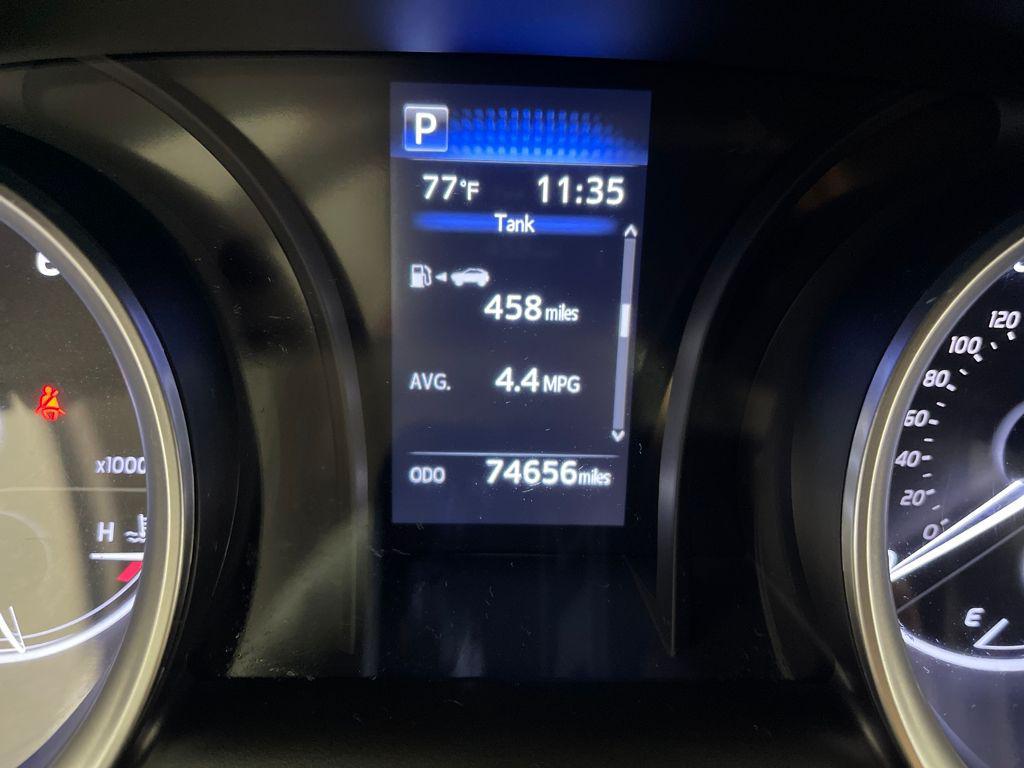 P
77°F 11:35
Tank
458 miles
AVG. 4.4 MPG
ODO 74656 miles
x1000
H
120
100
80
60
40
20
0
E